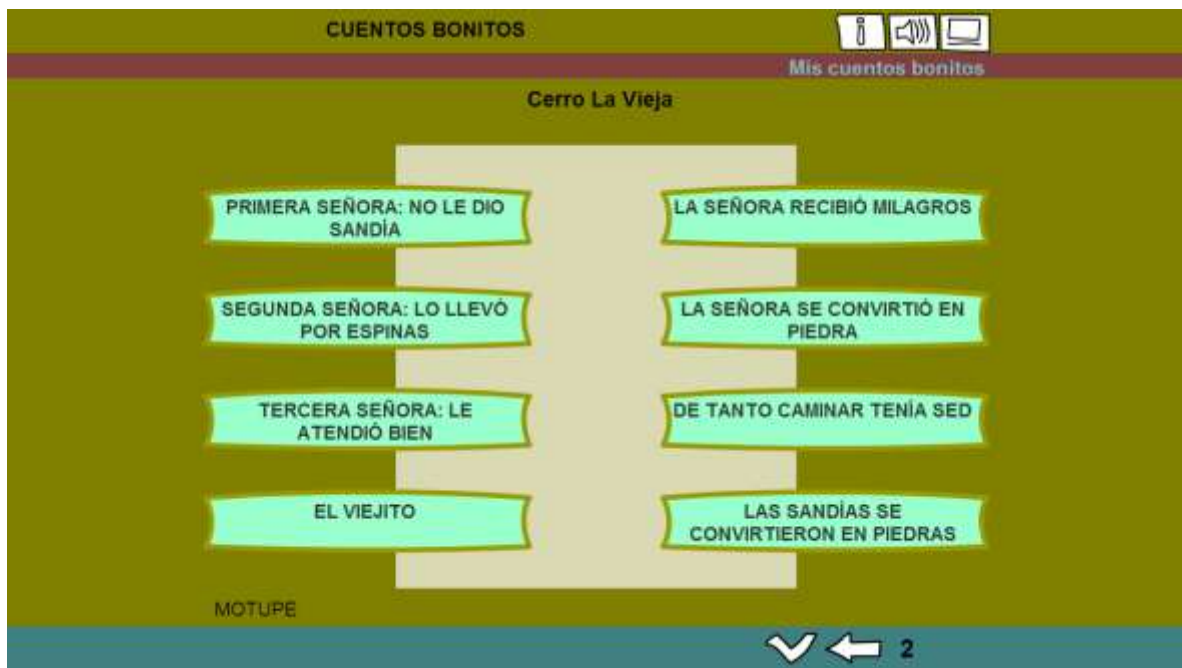 CUENTOS BONITOS
Mis cuentos bonitos
Cerro La Vieja
PRIMERA SEÑORA: NO LE DIO
SANDÍA
LA SEÑORA RECIBIÓ MILAGROS
SEGUNDA SEÑORA: LO LLEVÓ
POR ESPINAS
LA SEÑORA SE CONVIRTIÓ EN
PIEDRA
TERCERA SEÑORA: LE
ATENDIÓ BIEN
DE TANTO CAMINAR TENÍA SED
EL VIEJITO
LAS SANDÍAS SE
CONVIRTIERON EN PIEDRAS
MOTUPE
2